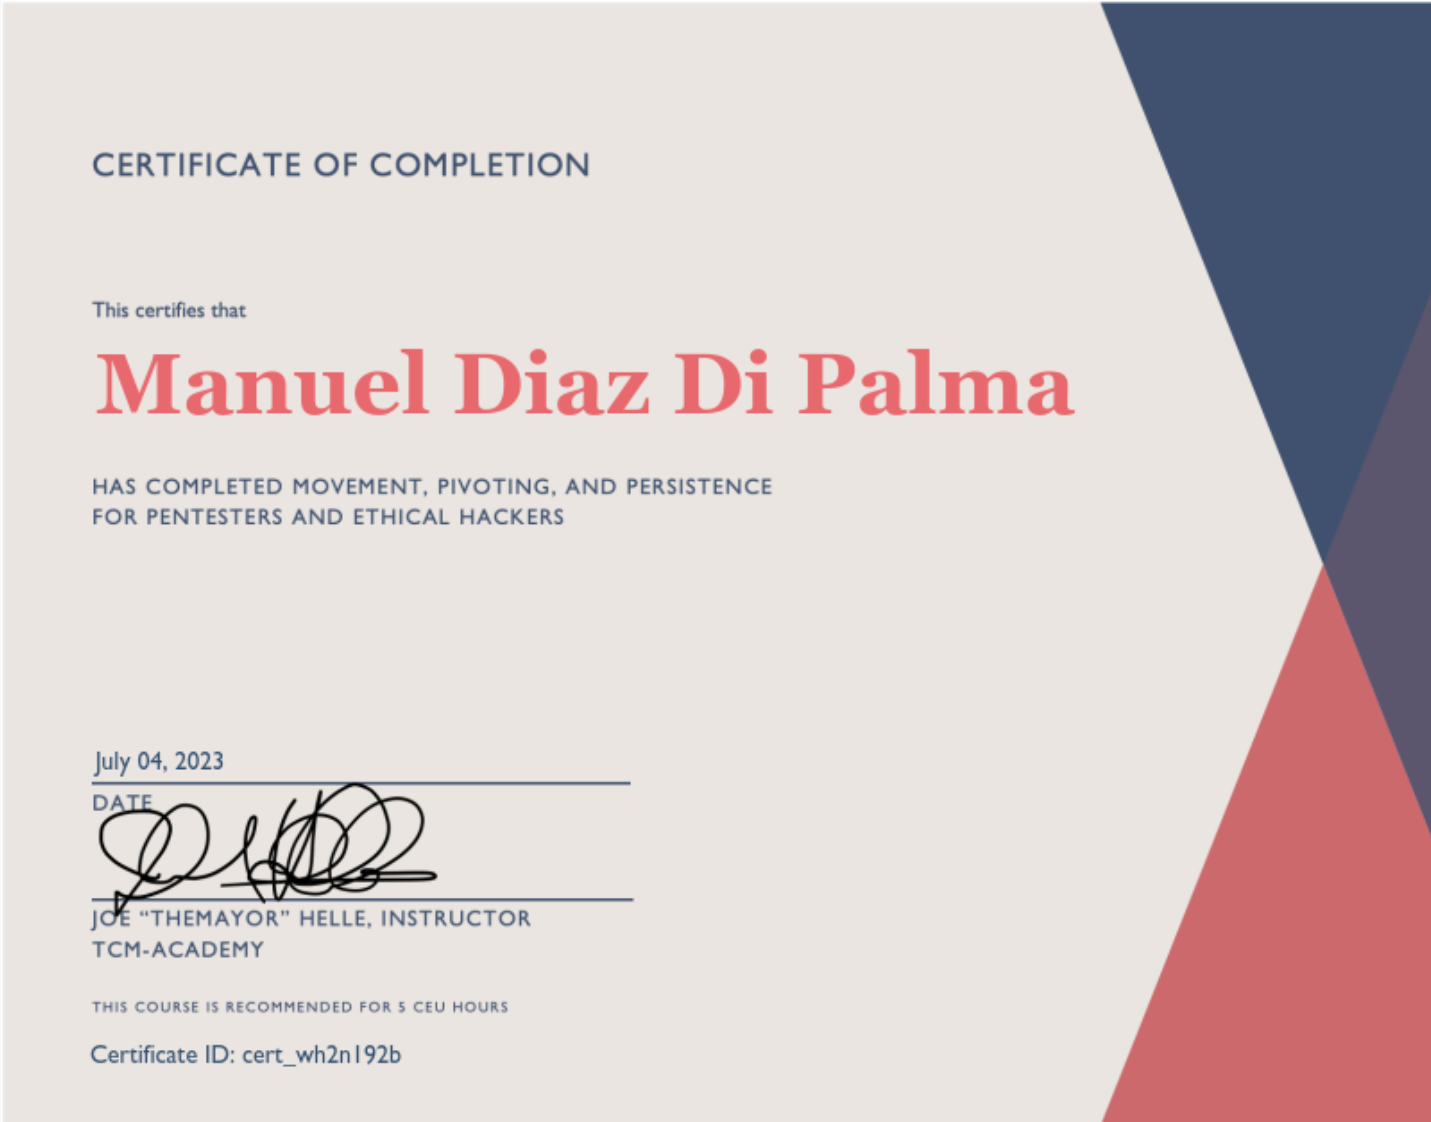 CERTIFICATE OF COMPLETION
This certifies that
Manuel Diaz Di Palma
HAS COMPLETED MOVEMENT, PIVOTING, AND PERSISTENCE
FOR PENTESTERS AND ETHICAL HACKERS
July 04, 2023
DATE
JOE “THEMAYOR” HELLE, INSTRUCTOR
TCM-ACADEMY
THIS COURSE IS RECOMMENDED FOR 5 CEU HOURS
Certificate ID: cert_wh2n192b